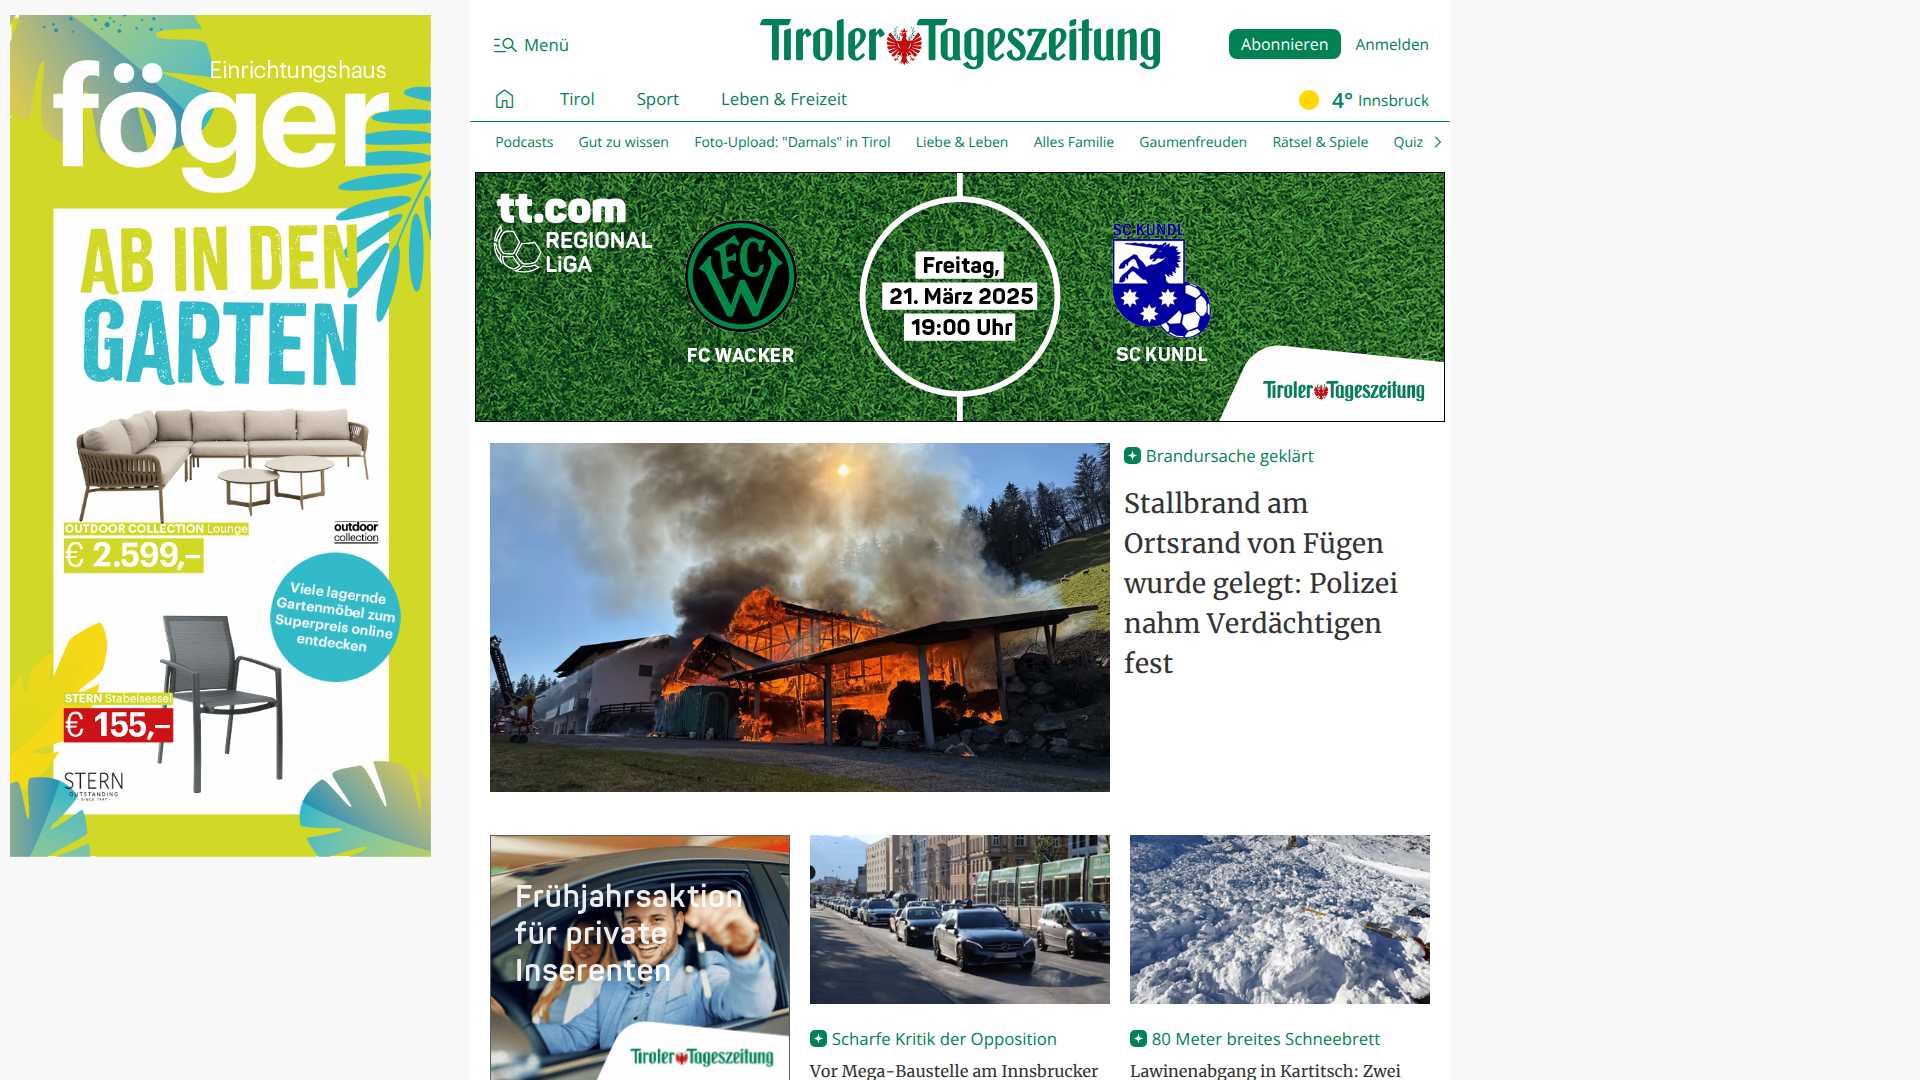 Einrichtungshaus
föger
AB IN DEN
GARTEN
OUTDOOR COLLECTION Lounge
€ 2.599,–
outdoor
collection
Viele lagernde
Gartenmöbel zum
Superpreis online
entdecken
STERN Stabelsessel
€ 155,–
STERN
OUTSTANDING
Menü
Tiroler Tageszeitung
Abonnieren
Anmelden
Tirol
Sport
Leben & Freizeit
4° Innsbruck
Podcasts
Gut zu wissen
Foto-Upload: "Damals" in Tirol
Liebe & Leben
Alles Familie
Gaumenfreuden
Rätsel & Spiele
Quiz
tt.com
REGIONAL
LiGA
FCW
FC WACKER
Freitag,
21. März 2025
19:00 Uhr
SC KUNDL
SC KUNDL
Tiroler Tageszeitung
Brandursache geklärt
Stallbrand am
Ortsrand von Fügen
wurde gelegt: Polizei
nahm Verdächtigen
fest
Frühjahrsaktion
für private
Inserenten
Tiroler Tageszeitung
Scharfe Kritik der Opposition
Vor Mega-Baustelle am Innsbrucker
80 Meter breites Schneebrett
Lawinenabgang in Kartitsch: Zwei